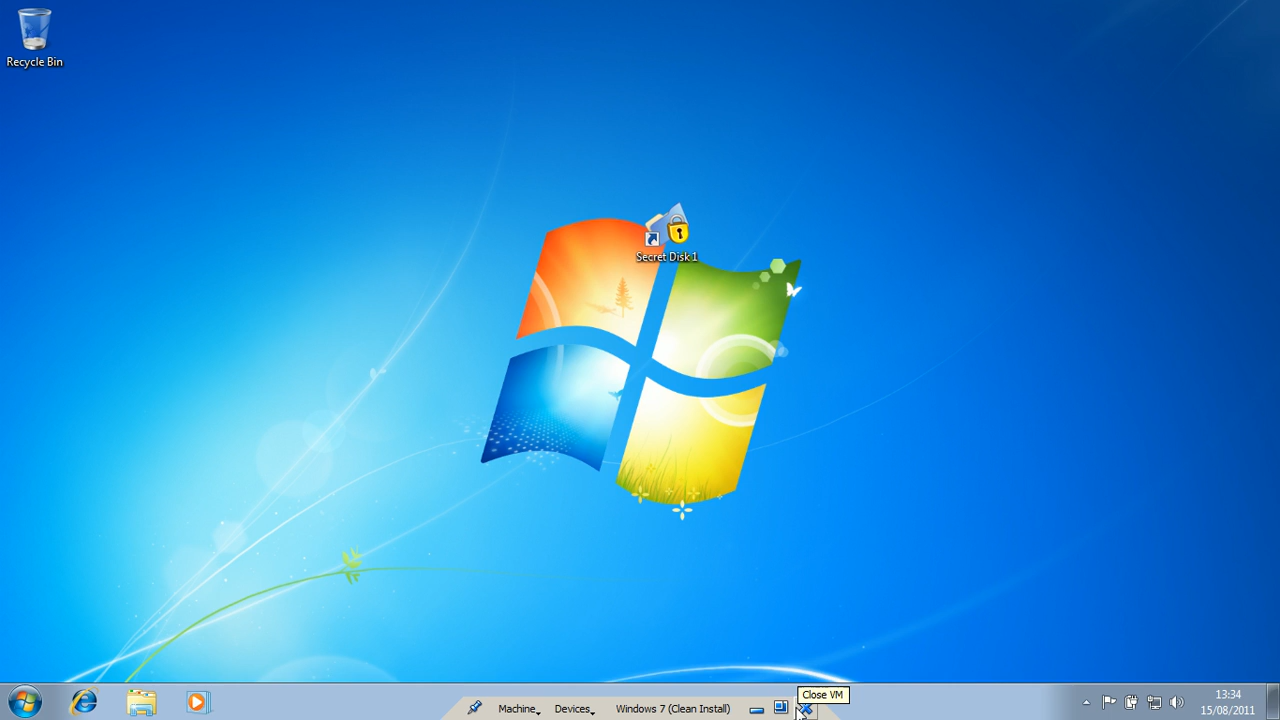 Recycle Bin
Secret Disk 1
Close VM
Machine
Devices
Windows 7 (Clean Install)
13:34
15/08/2011